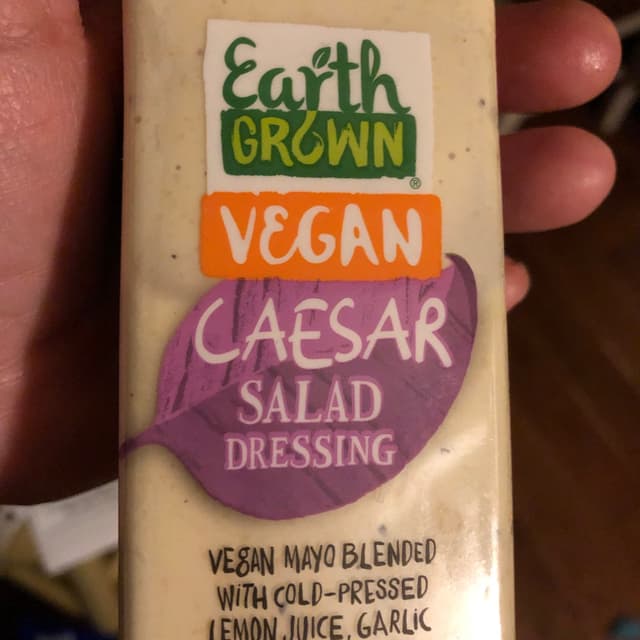 Earth
GROWN
®
VEGAN
CAESAR
SALAD
DRESSING
VEGAN MAYO BLENDED
WITH COLD-PRESSED
LEMON JUICE, GARLIC